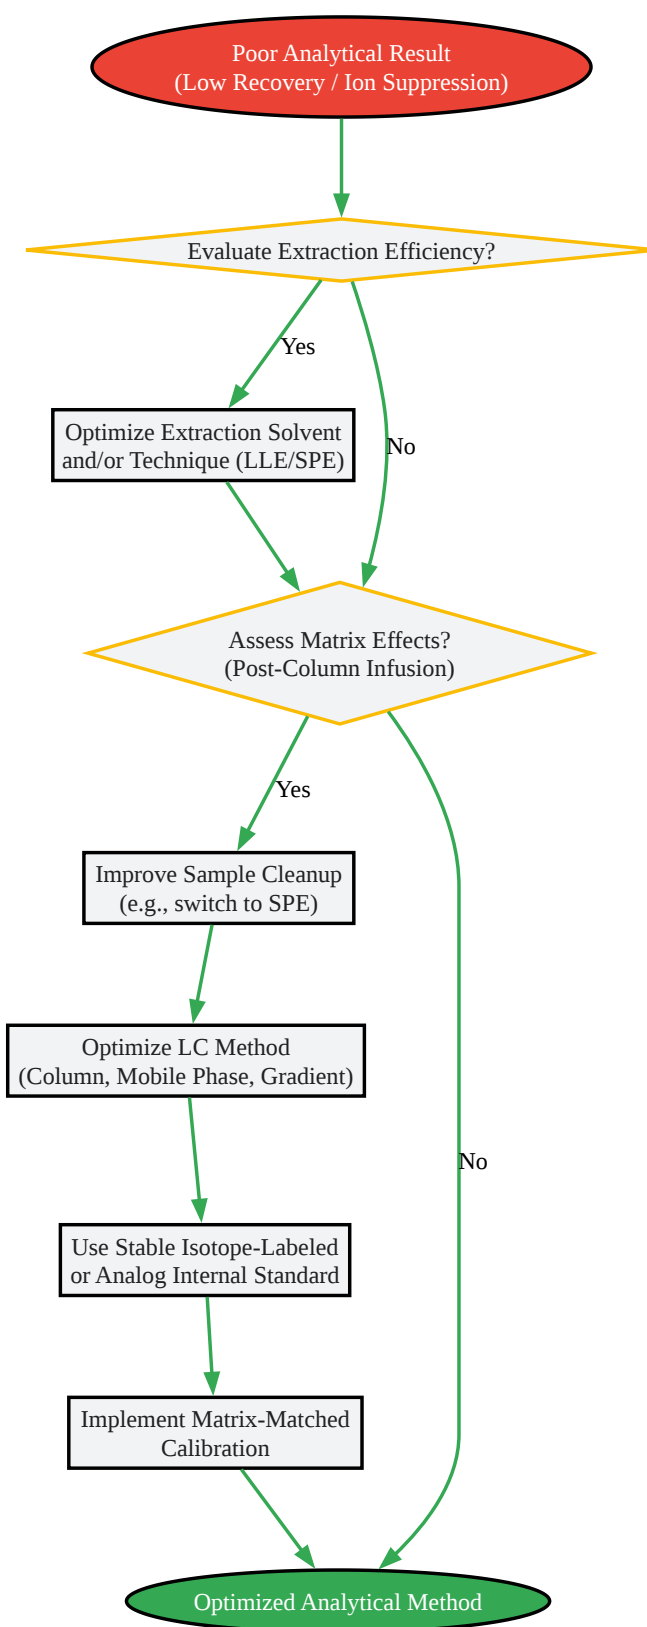 Poor Analytical Result
(Low Recovery / Ion Suppression)
Evaluate Extraction Efficiency?
Yes
Optimize Extraction Solvent
and/or Technique (LLE/SPE)
No
Assess Matrix Effects?
(Post-Column Infusion)
Yes
Improve Sample Cleanup
(e.g., switch to SPE)
Optimize LC Method
(Column, Mobile Phase, Gradient)
No
Use Stable Isotope-Labeled
or Analog Internal Standard
Implement Matrix-Matched
Calibration
Optimized Analytical Method